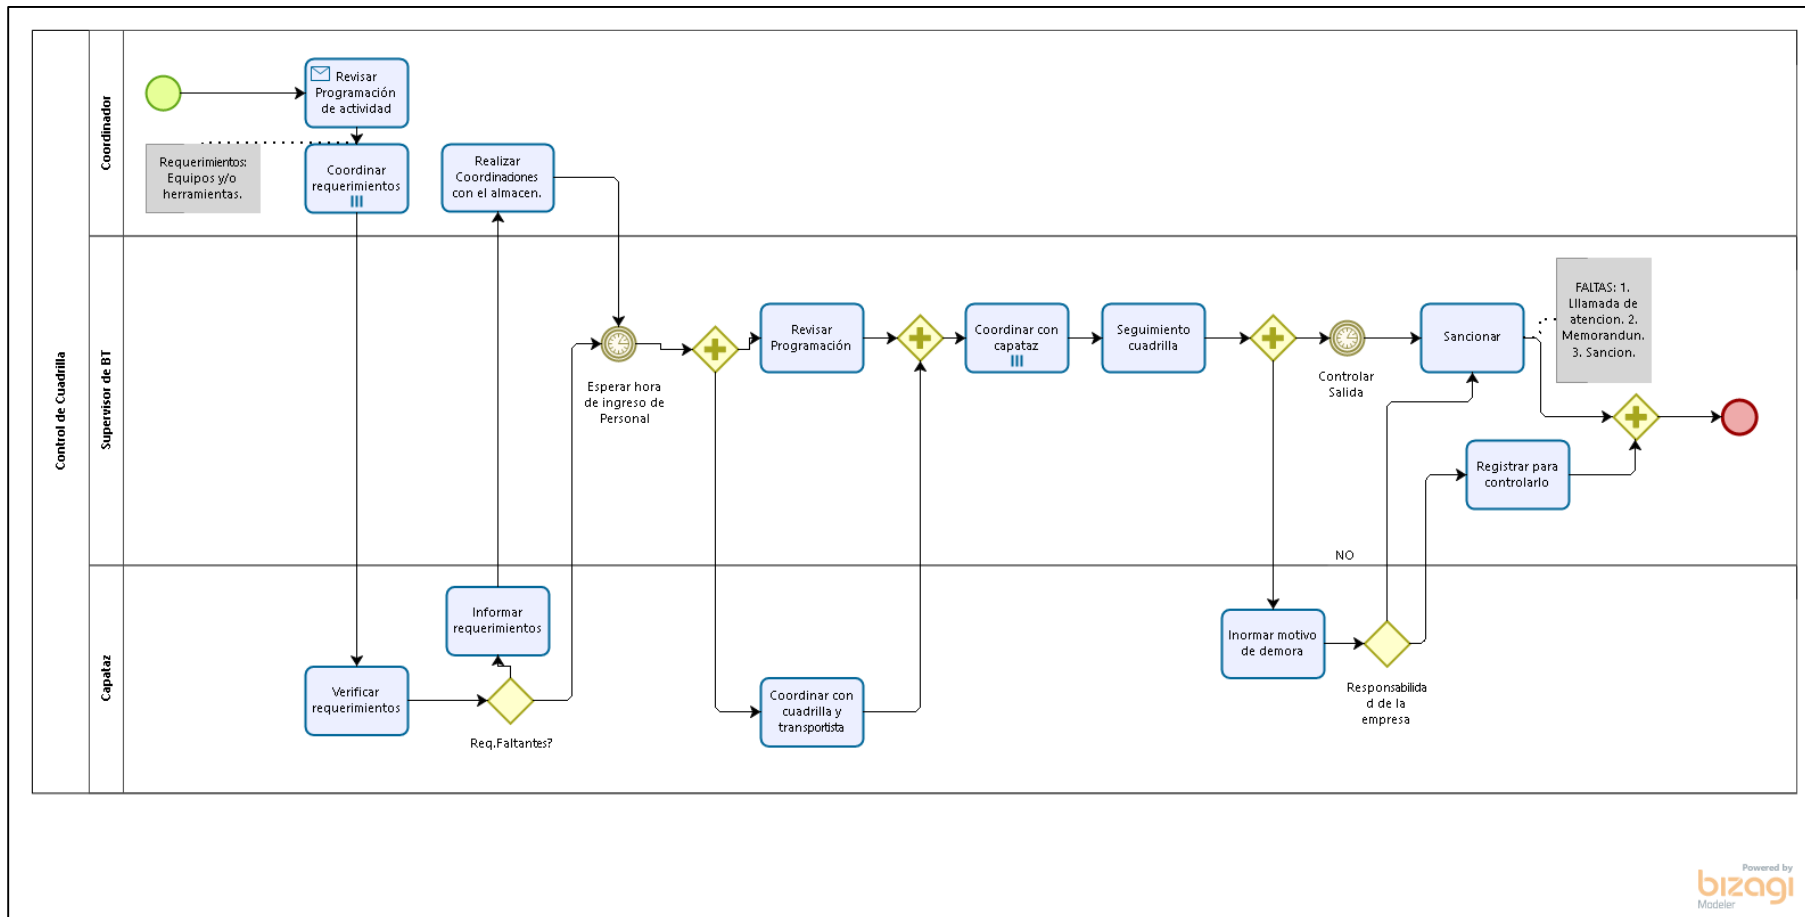 Control de Cuadrilla
Coordinador
Revisar
Programación
de actividad
Requerimientos:
Equipos y/o
herramientas.
Coordinar
requerimientos
Realizar
Coordinaciones
con el almacen.
Supervisor de BT
Esperar hora
de ingreso de
Personal
Revisar
Programación
Coordinar con
capataz
Seguimiento
cuadrilla
Controlar
Salida
Sancionar
FALTAS: 1.
Lllamada de
atencion. 2.
Memorandun.
3. Sancion.
Registrar para
controlarlo
NO
Capataz
Verificar
requerimientos
Informar
requerimientos
Req.Faltantes?
Coordinar con
cuadrilla y
transportista
Inormar motivo
de demora
Responsabilida
d de la
empresa
Powered by
bizagi
Modeler